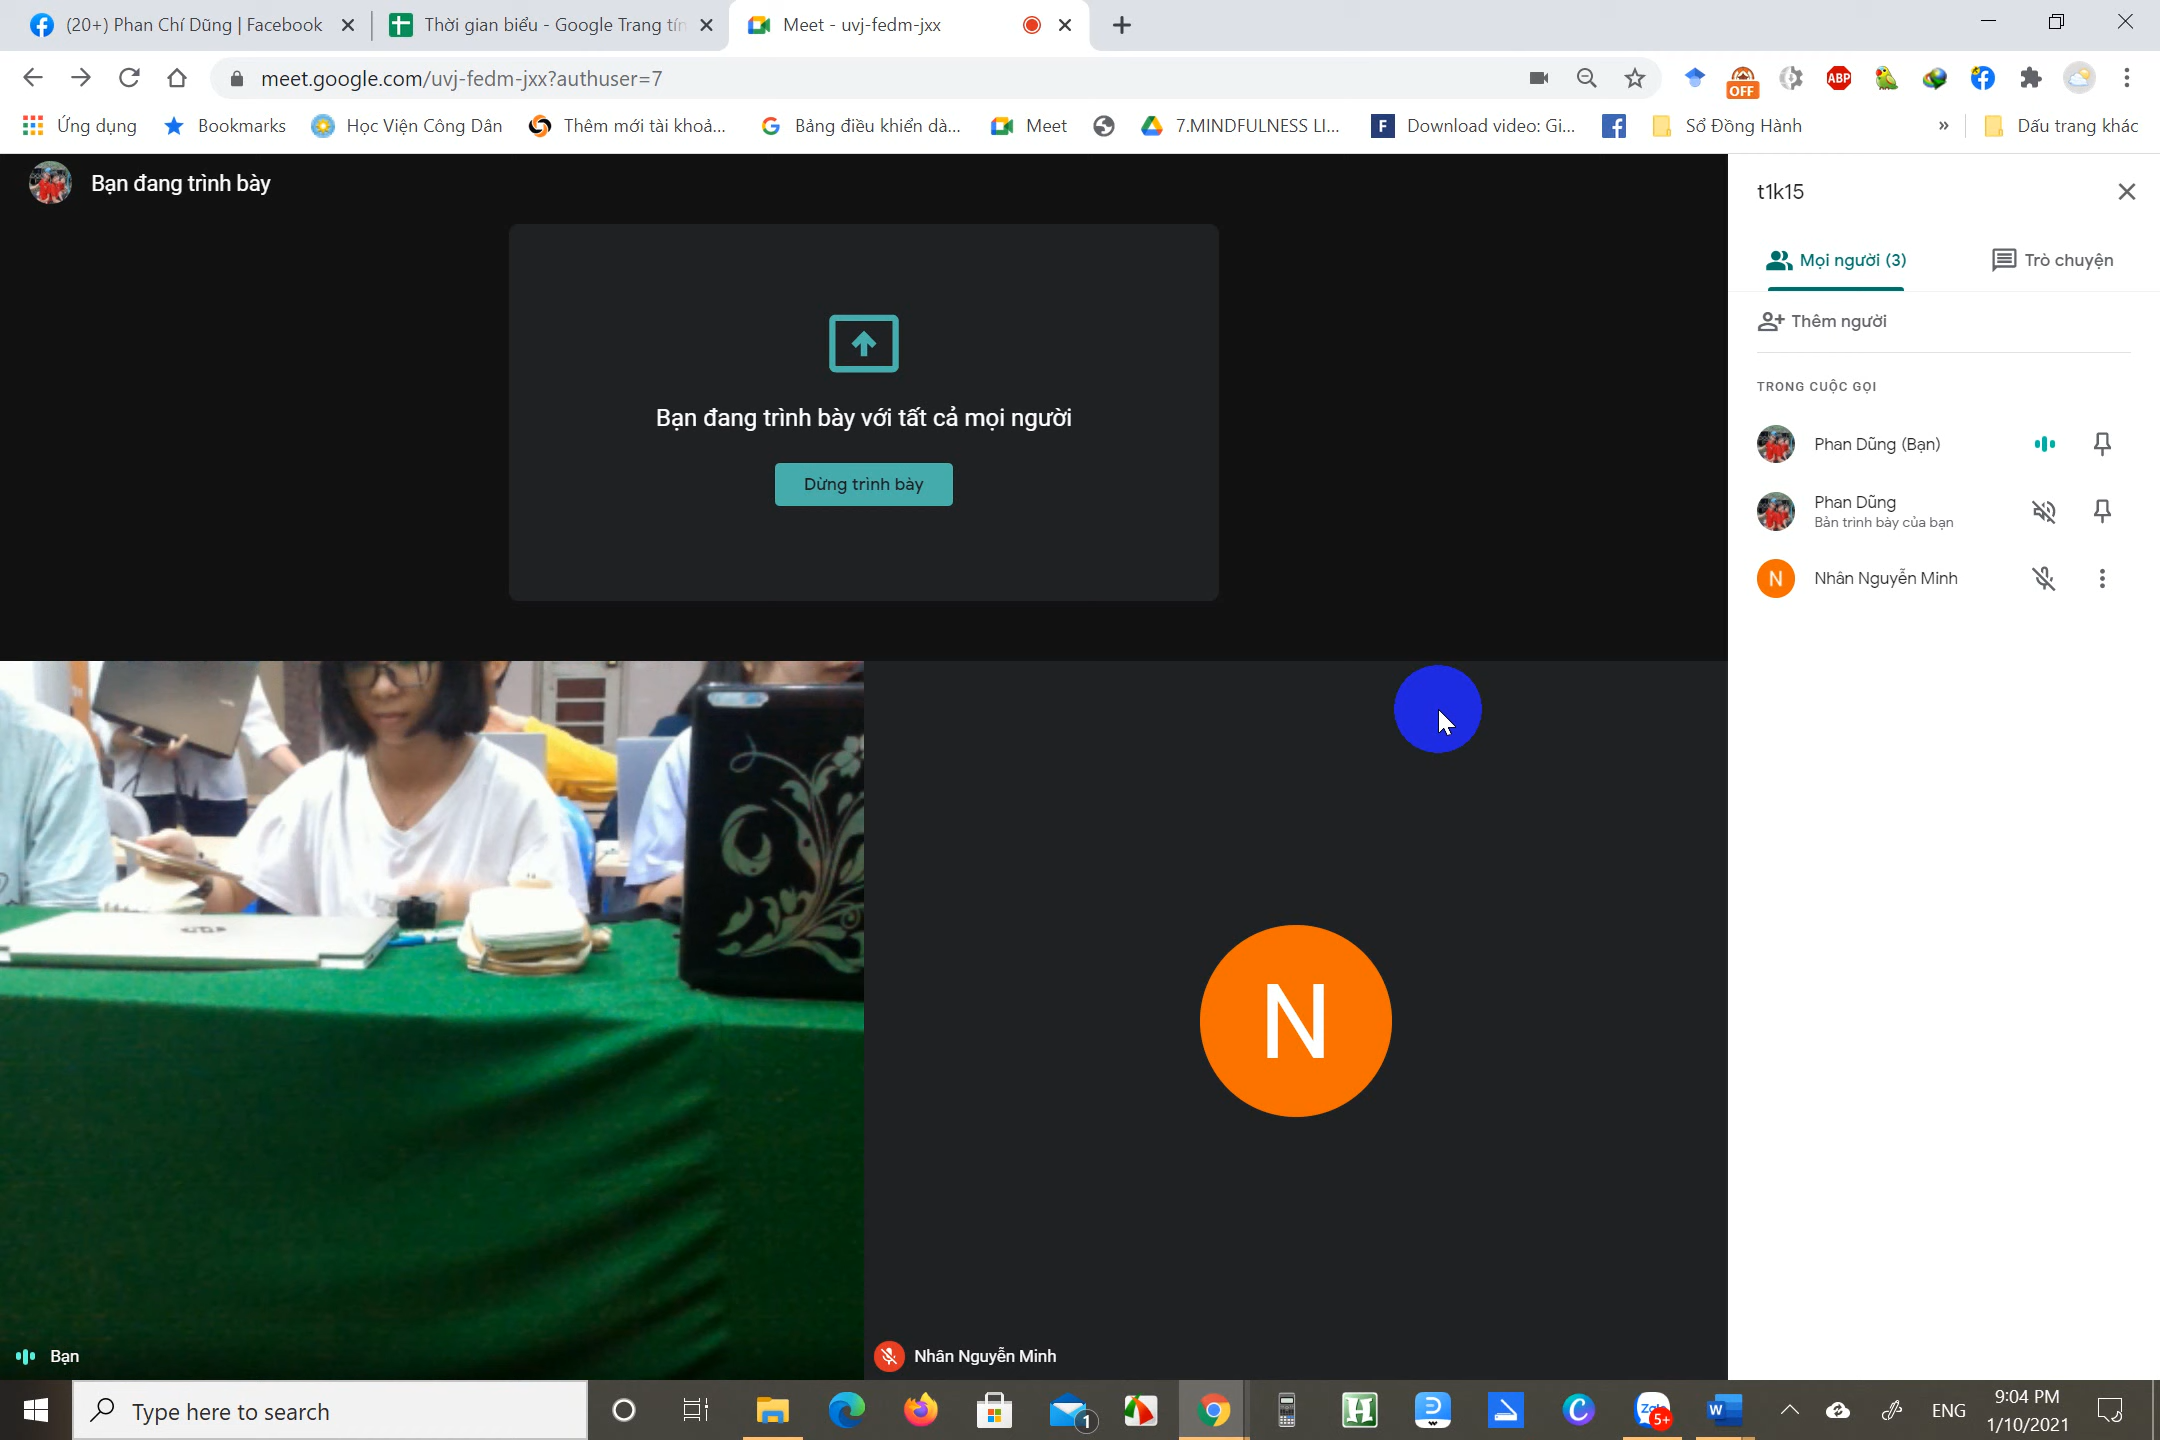 (20+) Phan Chí Dũng | Facebook
Thời gian biểu - Google Trang tín
Meet - uvj-fedm-jxx
meet.google.com/uvj-fedm-jxx?authuser=7
OFF
ABP
Ứng dụng
Bookmarks
Học Viện Công Dân
Thêm mới tài khoả...
Bảng điều khiển dà...
Meet
7.MINDFULNESS LI...
F
Download video: Gi...
Sổ Đồng Hành
»
Dấu trang khác
Bạn đang trình bày
Bạn đang trình bày với tất cả mọi người
Dừng trình bày
t1k15
Mọi người (3)
Trò chuyện
Thêm người
TRONG CUỘC GỌI
Phan Dũng (Bạn)
Phan Dũng
Bản trình bày của bạn
N
Nhân Nguyễn Minh
N
Bạn
Nhân Nguyễn Minh
Type here to search
1
Zalo
5+
W
ENG
9:04 PM
1/10/2021